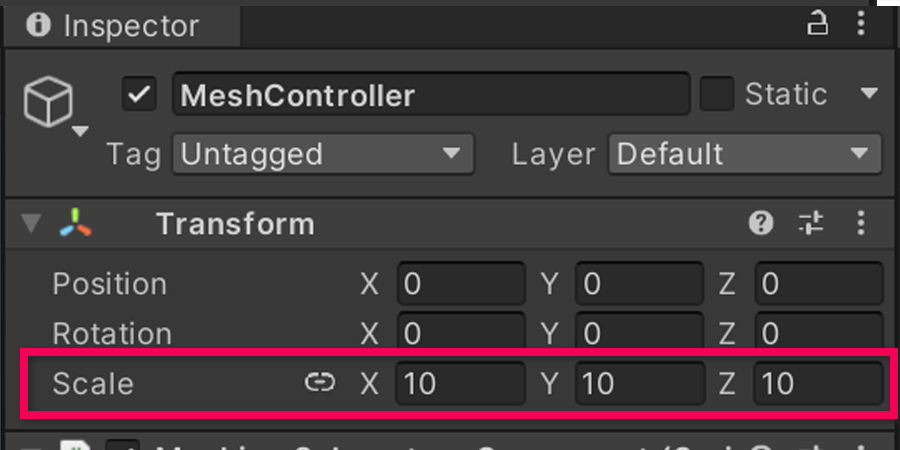 Inspector
MeshController Static
Tag Untagged Layer Default
Transform
Position X 0 Y 0 Z 0
Rotation X 0 Y 0 Z 0
Scale X 10 Y 10 Z 10